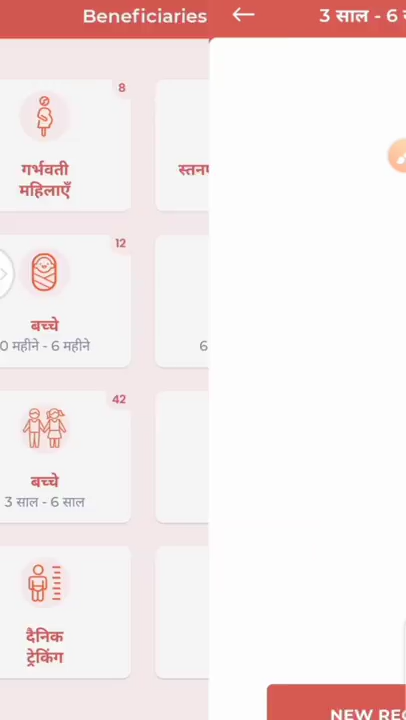 Beneficiaries
3 साल - 6
8
गर्भवती
महिलाएँ
12
बच्चे
0 महीने - 6 महीने
6
42
बच्चे
3 साल - 6 साल
दैनिक
ट्रेकिंग
NEW